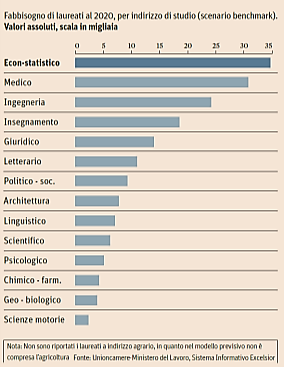 Fabbisogno di laureati al 2020, per indirizzo di studio (scenario benchmark).
Valori assoluti, scala in migliaia
0 5 10 15 20 25 30 35
Econ-statistico
Medico
Ingegneria
Insegnamento
Giuridico
Letterario
Politico - soc.
Architettura
Linguistico
Scientifico
Psicologico
Chimico - farm.
Geo - biologico
Scienze motorie
Nota: Non sono riportati i laureati a indirizzo agrario, in quanto nel modello previsivo non è
compresa l'agricoltura Fonte: Unioncamere-Ministero del Lavoro, Sistema Informativo Excelsior